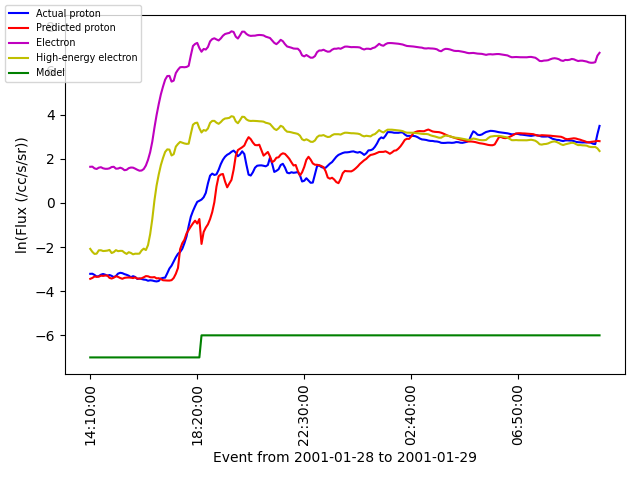 Actual proton
Predicted proton
Electron
High-energy electron
Model
4
2
0
−2
−4
−6
ln(Flux (/cc/s/sr))
14:10:00
18:20:00
22:30:00
02:40:00
06:50:00
Event from 2001-01-28 to 2001-01-29